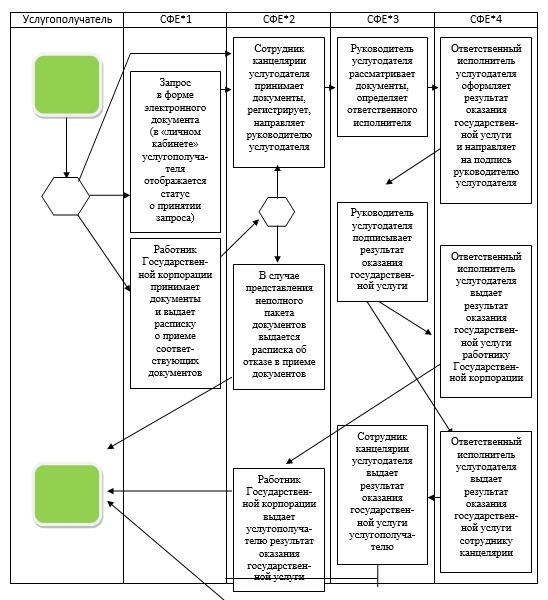 Услугополучатель
СФЕ*1
СФЕ*2
СФЕ*3
СФЕ*4
Запрос
в форме
электронного
документа
(в «личном
кабинете»
услугополуча-
теля
отображается
статус
о принятии
запроса)
Работник
Государствен-
ной корпорации
принимает
документы
и выдает
расписку
о приеме
соответ-
ствующих
документов
Сотрудник
канцелярии
услугодателя
принимает
документы,
регистрирует,
направляет
руководителю
услугодателя
В случае
представления
неполного
пакета
документов
выдается
расписка об
отказе в приеме
документов
Работник
Государствен-
ной корпорации
выдает
услугополуча-
телю результат
оказания
государствен-
ной услуги
Руководитель
услугодателя
рассматривает
документы,
определяет
ответственного
исполнителя
Руководитель
услугодателя
подписывает
результат
оказания
государствен-
ной услуги
Сотрудник
канцелярии
услугодателя
выдает
результат
оказания
государствен-
ной услуги
услугополуча-
телю
Ответственный
исполнитель
услугодателя
оформляет
результат
оказания
государствен-
ной услуги
и направляет
на подпись
руководителю
услугодателя
Ответственный
исполнитель
услугодателя
выдает
результат
оказания
государствен-
ной услуги
работнику
Государствен-
ной корпорации
Ответственный
исполнитель
услугодателя
выдает
результат
оказания
государствен-
ной услуги
сотруднику
канцелярии